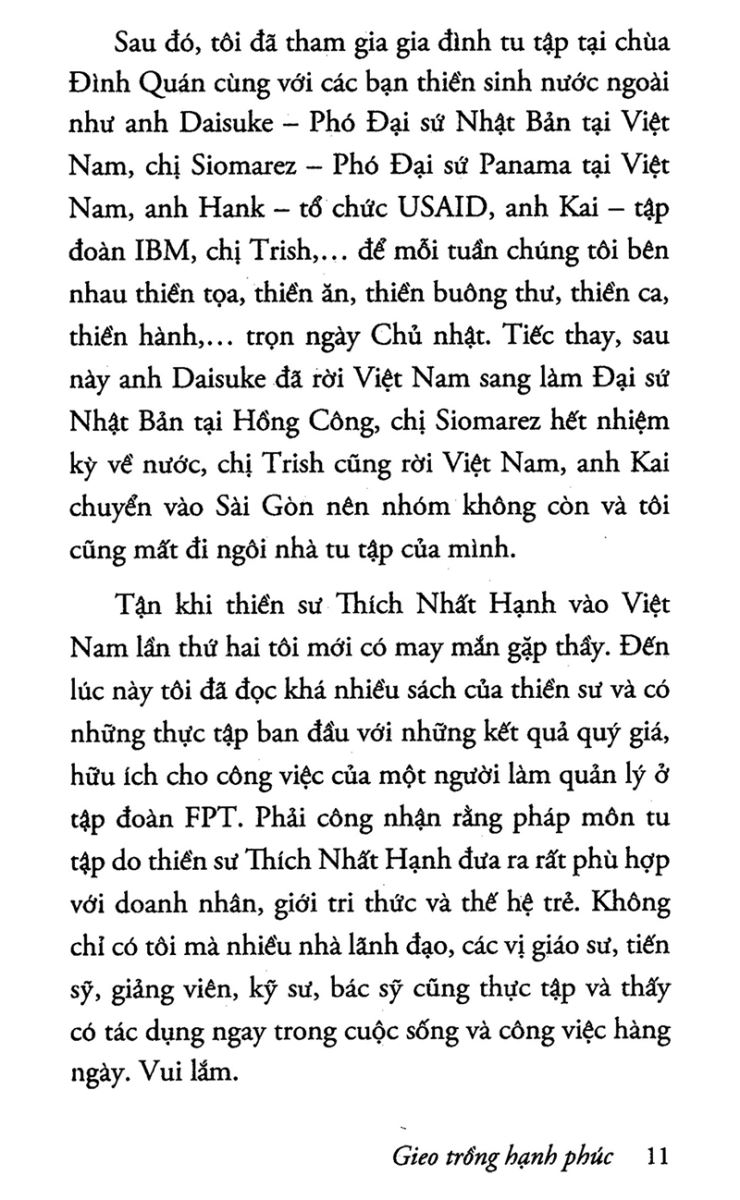 Sau đó, tôi đã tham gia gia đình tu tập tại chùa
Đình Quán cùng với các bạn thiền sinh nước ngoài
như anh Daisuke – Phó Đại sứ Nhật Bản tại Việt
Nam, chị Siomarez – Phó Đại sứ Panama tại Việt
Nam, anh Hank – tổ chức USAID, anh Kai – tập
đoàn IBM, chị Trish,... để mỗi tuần chúng tôi bên
nhau thiền tọa, thiền ăn, thiền buông thư, thiền ca,
thiền hành,... trọn ngày Chủ nhật. Tiếc thay, sau
này anh Daisuke đã rời Việt Nam sang làm Đại sứ
Nhật Bản tại Hồng Công, chị Siomarez hết nhiệm
kỳ về nước, chị Trish cũng rời Việt Nam, anh Kai
chuyển vào Sài Gòn nên nhóm không còn và tôi
cũng mất đi ngôi nhà tu tập của mình.
Tận khi thiền sư Thích Nhất Hạnh vào Việt
Nam lần thứ hai tôi mới có may mắn gặp thầy. Đến
lúc này tôi đã đọc khá nhiều sách của thiền sư và có
những thực tập ban đầu với những kết quả quý giá,
hữu ích cho công việc của một người làm quản lý ở
tập đoàn FPT. Phải công nhận rằng pháp môn tu
tập do thiền sư Thích Nhất Hạnh đưa ra rất phù hợp
với doanh nhân, giới tri thức và thế hệ trẻ. Không
chỉ có tôi mà nhiều nhà lãnh đạo, các vị giáo sư, tiến
sỹ, giảng viên, kỹ sư, bác sỹ cũng thực tập và thấy
có tác dụng ngay trong cuộc sống và công việc hàng
ngày. Vui lắm.
Gieo trồng hạnh phúc 11